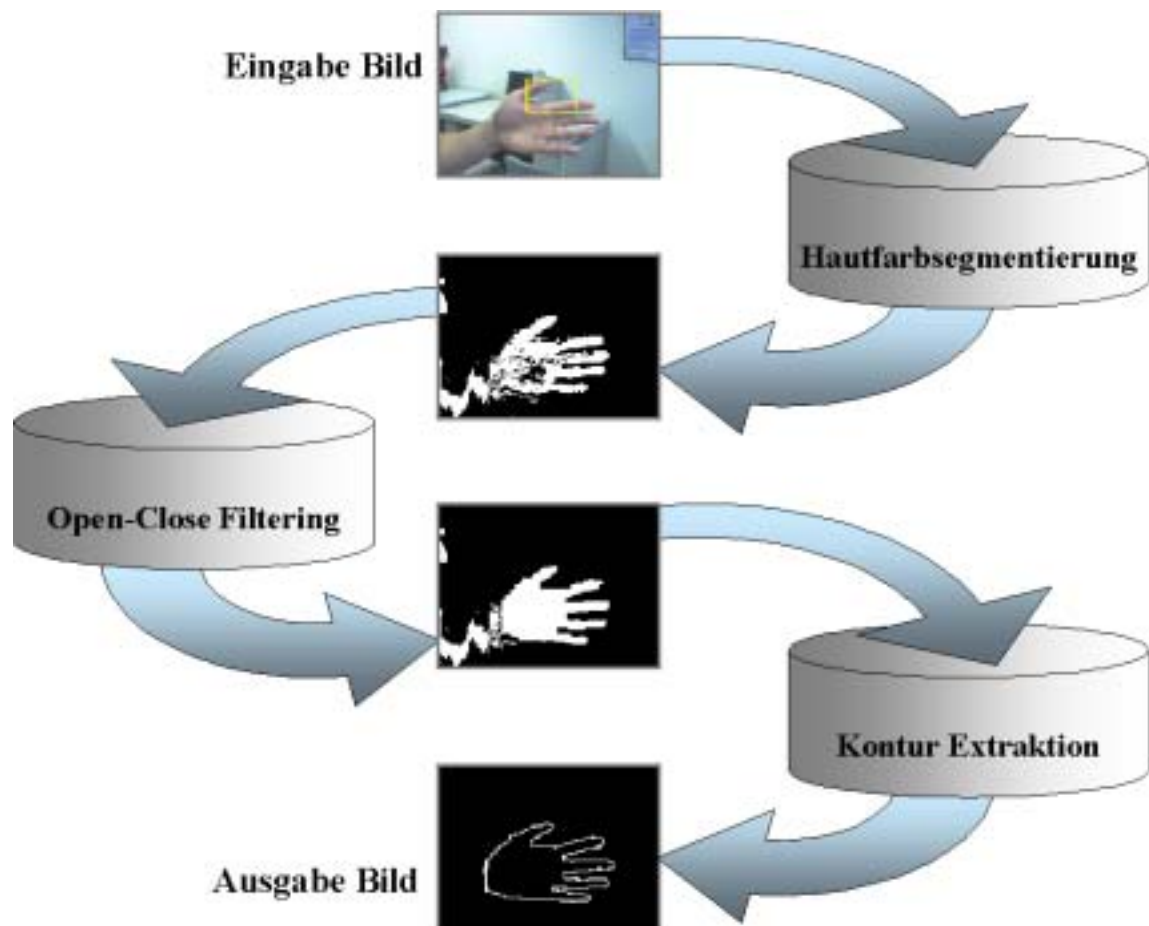 Eingabe Bild
Hautfarbsegmentierung
Open-Close Filtering
Kontur Extraktion
Ausgabe Bild